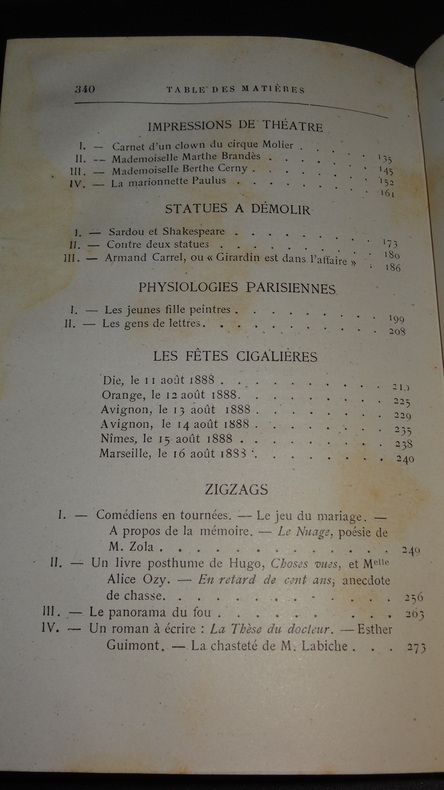 340 TABLE DES MATIÈRES
IMPRESSIONS DE THÉATRE
I. — Carnet d'un clown du cirque Molier . . . . . 135
II. -- Mademoiselle Marthe Brandès . . . . . . . 145
III. — Mademoiselle Berthe Cerny . . . . . . . . 152
IV. — La marionnette Paulus . . . . . . . . . 161
STATUES A DÉMOLIR
I. — Sardou et Shakespeare . . . . . . . . . 173
II. — Contre deux statues . . . . . . . . . . 180
III. — Armand Carrel, ou « Girardin est dans l'affaire » . 186
PHYSIOLOGIES PARISIENNES
I. — Les jeunes fille peintres . . . . . . . . . 199
II. — Les gens de lettres. . . . . . . . . . . 208
LES FÊTES CIGALIÈRES
Die, le 11 août 1888 . . . . . . . . . .
Orange, le 12 août 1888. . . . . . . . . 225
Avignon, le 13 août 1888 . . . . . . . . 229
Avignon, le 14 août 1888 . . . . . . . . 235
Nîmes, le 15 août 1888 . . . . . . . . . 238
Marseille, le 16 août 1888 . . . . . . . . 240
ZIGZAGS
I. — Comédiens en tournées. — Le jeu du mariage. —
A propos de la mémoire. — Le Nuage, poésie de
M. Zola . . . . . . . . . . . . . 249
II. — Un livre posthume de Hugo, Choses vues, et Melle
Alice Ozy. — En retard de cent ans, anecdote
de chasse. . . . . . . . . . . . . 256
III. — Le panorama du fou . . . . . . . . . . 263
IV. — Un roman à écrire : La Thèse du docteur. — Esther
Guimont. — La chasteté de M. Labiche . . . 273